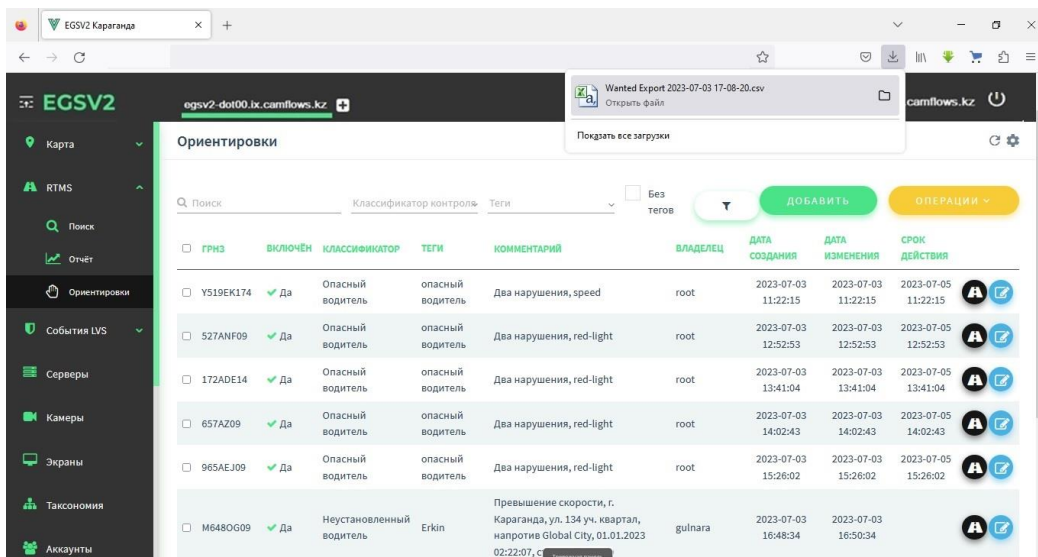 EGSV2 Караганда
Wanted Export 2023-07-03 17-08-20.csv
Открыть файл
Показать все загрузки
EGSV2
egsv2-dot00.ix.camflows.kz
camflows.kz
Карта
RTMS
Поиск
Отчёт
Ориентировки
События LVS
Серверы
Камеры
Экраны
Таксономия
Аккаунты
Ориентировки
Поиск
Классификатор контроля
Теги
Без
тегов
ДОБАВИТЬ
ОПЕРАЦИИ
ГРНЗ ВКЛЮЧЁН КЛАССИФИКАТОР ТЕГИ КОММЕНТАРИЙ ВЛАДЕЛЕЦ ДАТА СОЗДАНИЯ ДАТА ИЗМЕНЕНИЯ СРОК ДЕЙСТВИЯ
Y519EK174 Да Опасный водитель опасный водитель Два нарушения, speed root 2023-07-03 11:22:15 2023-07-03 11:22:15 2023-07-05 11:22:15
527ANF09 Да Опасный водитель опасный водитель Два нарушения, red-light root 2023-07-03 12:52:53 2023-07-03 12:52:53 2023-07-05 12:52:53
172ADE14 Да Опасный водитель опасный водитель Два нарушения, red-light root 2023-07-03 13:41:04 2023-07-03 13:41:04 2023-07-05 13:41:04
657AZ09 Да Опасный водитель опасный водитель Два нарушения, red-light root 2023-07-03 14:02:43 2023-07-03 14:02:43 2023-07-05 14:02:43
965AEJ09 Да Опасный водитель опасный водитель Два нарушения, red-light root 2023-07-03 15:26:02 2023-07-03 15:26:02 2023-07-05 15:26:02
M648OG09 Да Неустановленный водитель Erkin Превышение скорости, г. Караганда, ул. 134 уч. квартал, напротив Global City, 01.01.2023 02:22:07, gulnara 2023-07-03 16:48:34 2023-07-03 16:50:34